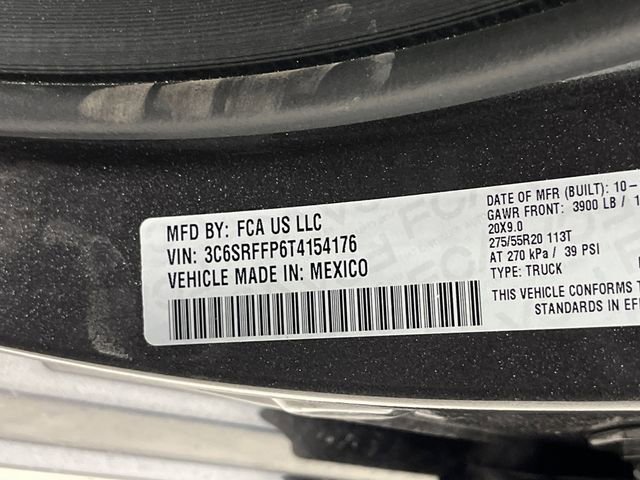 MFD BY: FCA US LLC
VIN: 3C6SRFFP6T4154176
VEHICLE MADE IN: MEXICO
DATE OF MFR (BUILT): 10-
GAWR FRONT: 3900 LB / 1
20X9.0
275/55R20 113T
AT 270 kPa / 39 PSI
TYPE: TRUCK
THIS VEHICLE CONFORMS T
STANDARDS IN EF